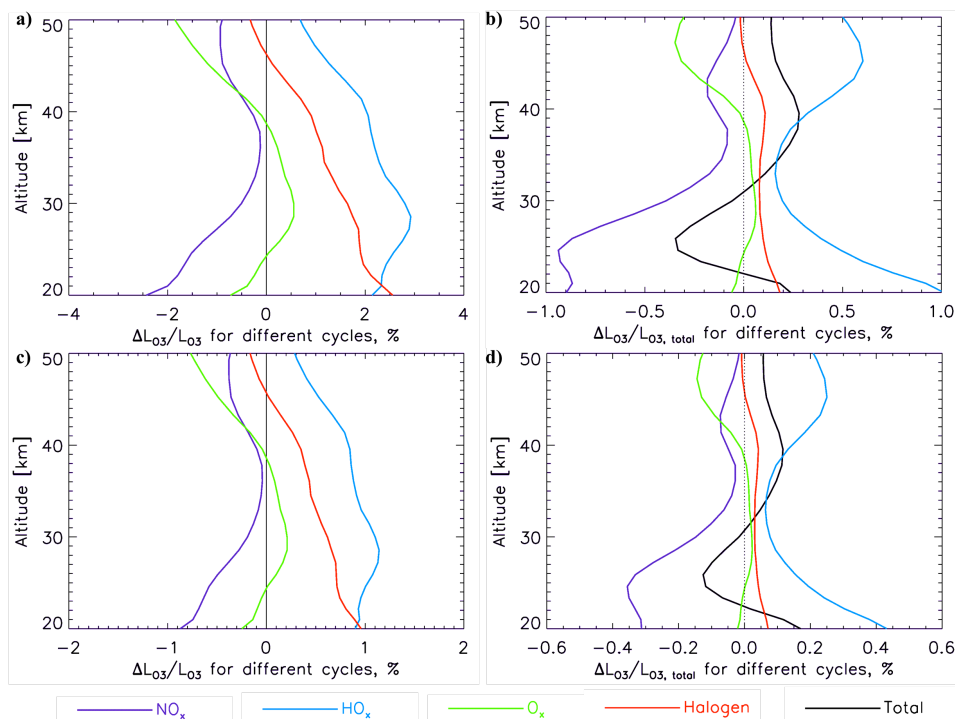 a)
50
40
30
20
Altitude [km]
-4 -2 0 2 4
ΔL_O3/L_O3 for different cycles, %
b)
50
40
30
20
Altitude [km]
-1.0 -0.5 0.0 0.5 1.0
ΔL_O3/L_O3, total for different cycles, %
c)
50
40
30
20
Altitude [km]
-2 -1 0 1 2
ΔL_O3/L_O3 for different cycles, %
d)
50
40
30
20
Altitude [km]
-0.6 -0.4 -0.2 0.0 0.2 0.4 0.6
ΔL_O3/L_O3, total for different cycles, %
NOx HOx Ox Halogen Total